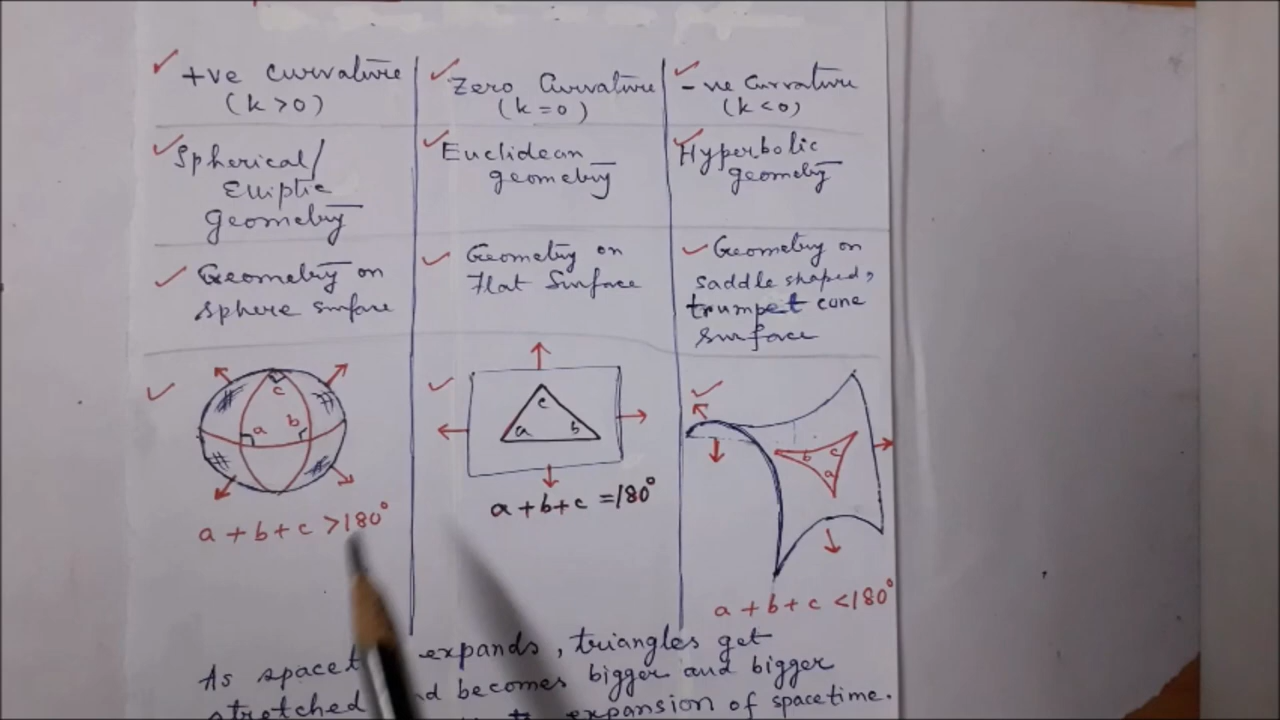 +ve curvature
(k > 0)
Spherical/
Elliptic
geometry
Geometry on
sphere surface
c
a
b
a + b + c > 180°
Zero Curvature
(k = 0)
Euclidean
geometry
Geometry on
Flat Surface
c
a
b
a + b + c = 180°
-ve Curvature
(k < 0)
Hyperbolic
geometry
Geometry on
saddle shaped,
trumpet cone
surface
b
c
a
a + b + c < 180°
As expands, triangles get
stretched becomes bigger and bigger
expansion of spacetime.